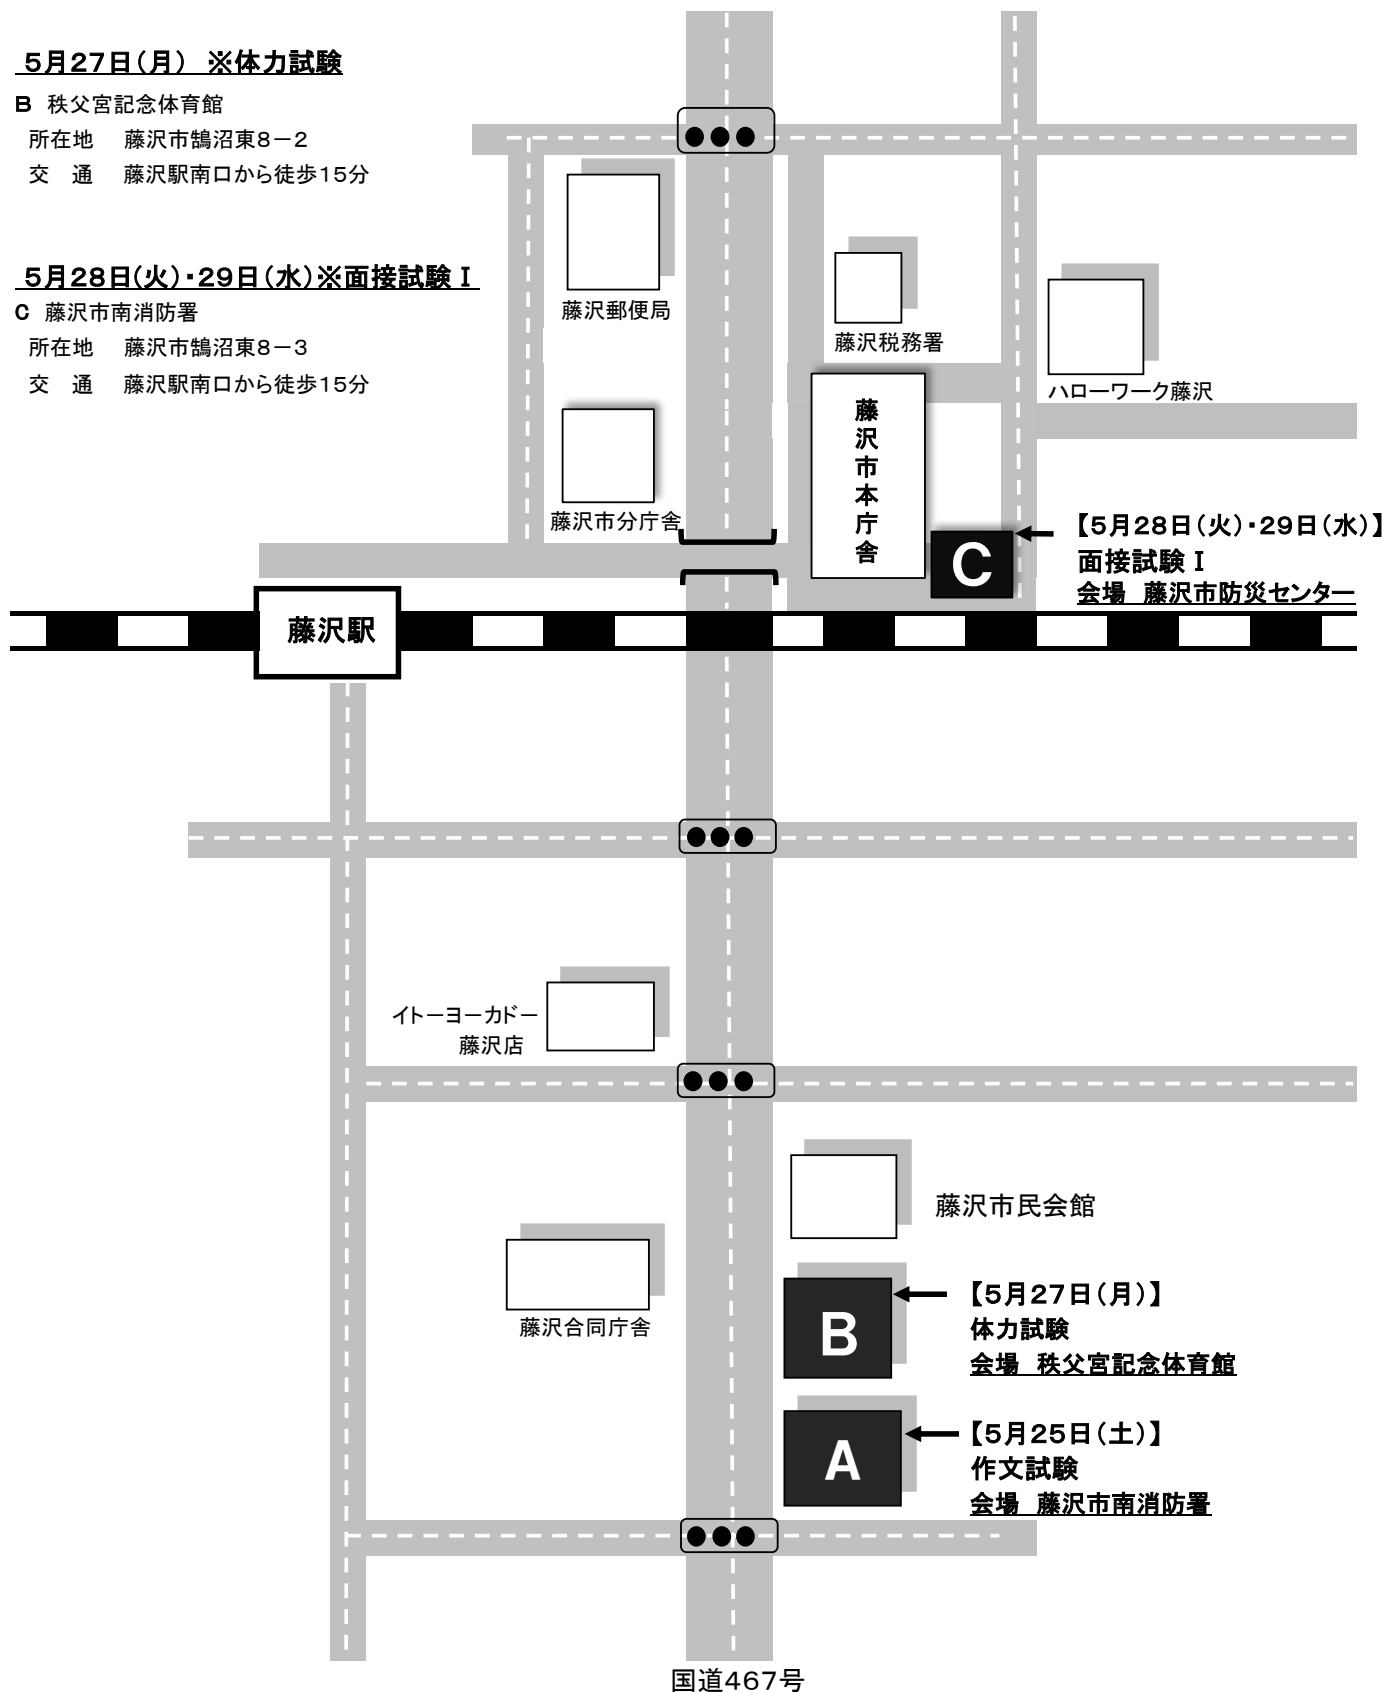 ５月２７日（月）　※体力試験
B　秩父宮記念体育館
所在地　藤沢市鵠沼東８－２
交　通　藤沢駅南口から徒歩１５分
５月２８日(火)・２９日(水)※面接試験Ⅰ
C　藤沢市南消防署
所在地　藤沢市鵠沼東８－３
交　通　藤沢駅南口から徒歩１５分
藤沢郵便局
藤沢税務署
ハローワーク藤沢
藤沢市本庁舎
藤沢市分庁舎
C
【５月２８日(火)・２９日(水)】
面接試験Ⅰ
会場　藤沢市防災センター
藤沢駅
イトーヨーカドー
藤沢店
藤沢市民会館
藤沢合同庁舎
B
【５月２７日（月）】
体力試験
会場　秩父宮記念体育館
A
【５月２５日（土）】
作文試験
会場　藤沢市南消防署
国道４６７号